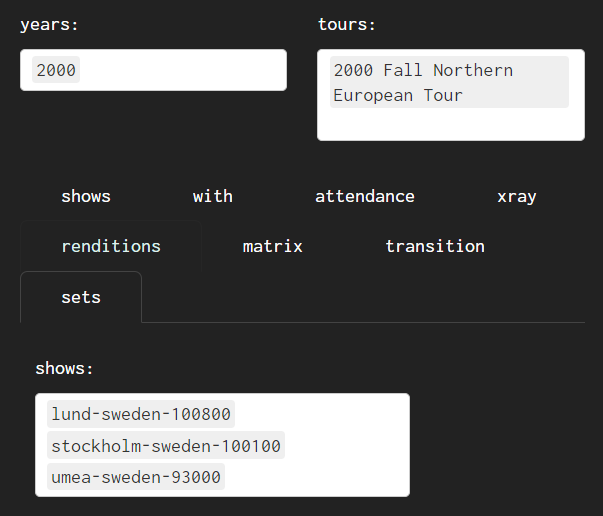 years:
tours:
2000
2000 Fall Northern
European Tour
shows with attendance xray
renditions matrix transition
sets
shows:
lund-sweden-100800
stockholm-sweden-100100
umea-sweden-93000